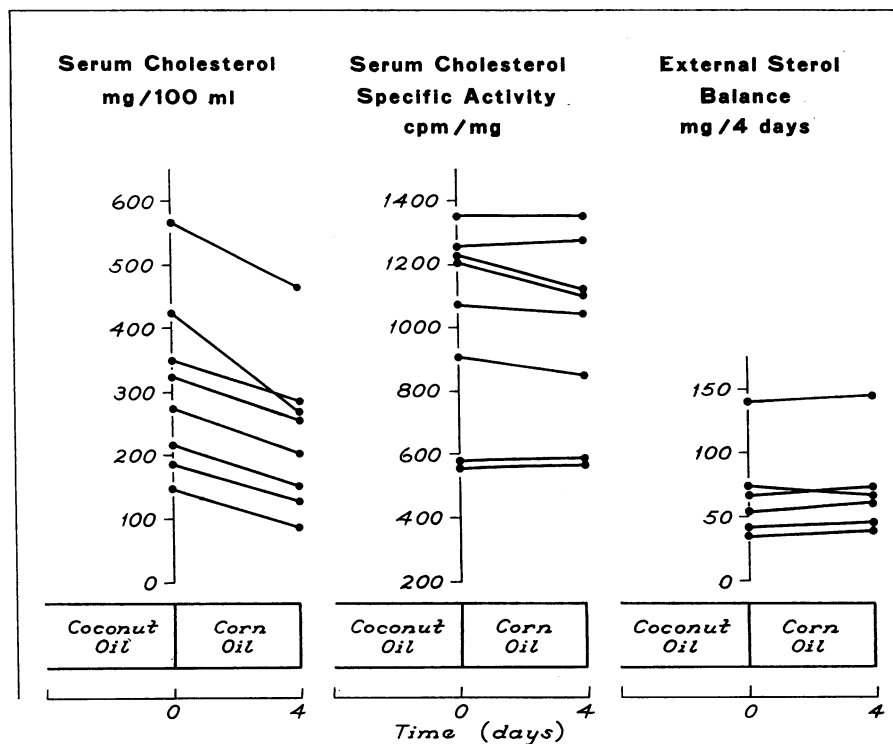 Serum Cholesterol
mg/100 ml
Serum Cholesterol
Specific Activity
cpm/mg
External Sterol
Balance
mg/4 days
600
500
400
300
200
100
0
1400
1200
1000
800
600
400
200
150
100
50
0
Coconut
Oil
Corn
Oil
Coconut
Oil
Corn
Oil
Coconut
Oil
Corn
Oil
0
4
0
4
0
4
Time (days)